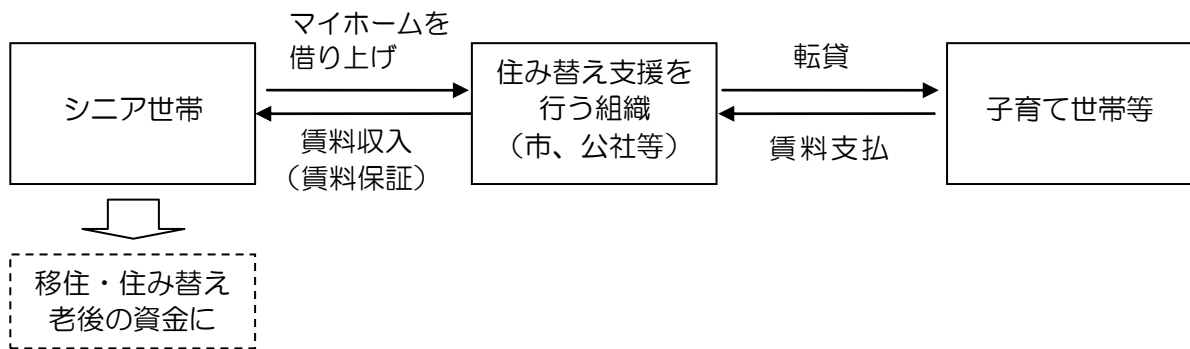 マイホームを
借り上げ
シニア世帯
賃料収入
(賃料保証)
住み替え支援を
行う組織
(市、公社等)
転貸
賃料支払
子育て世帯等
移住・住み替え
老後の資金に